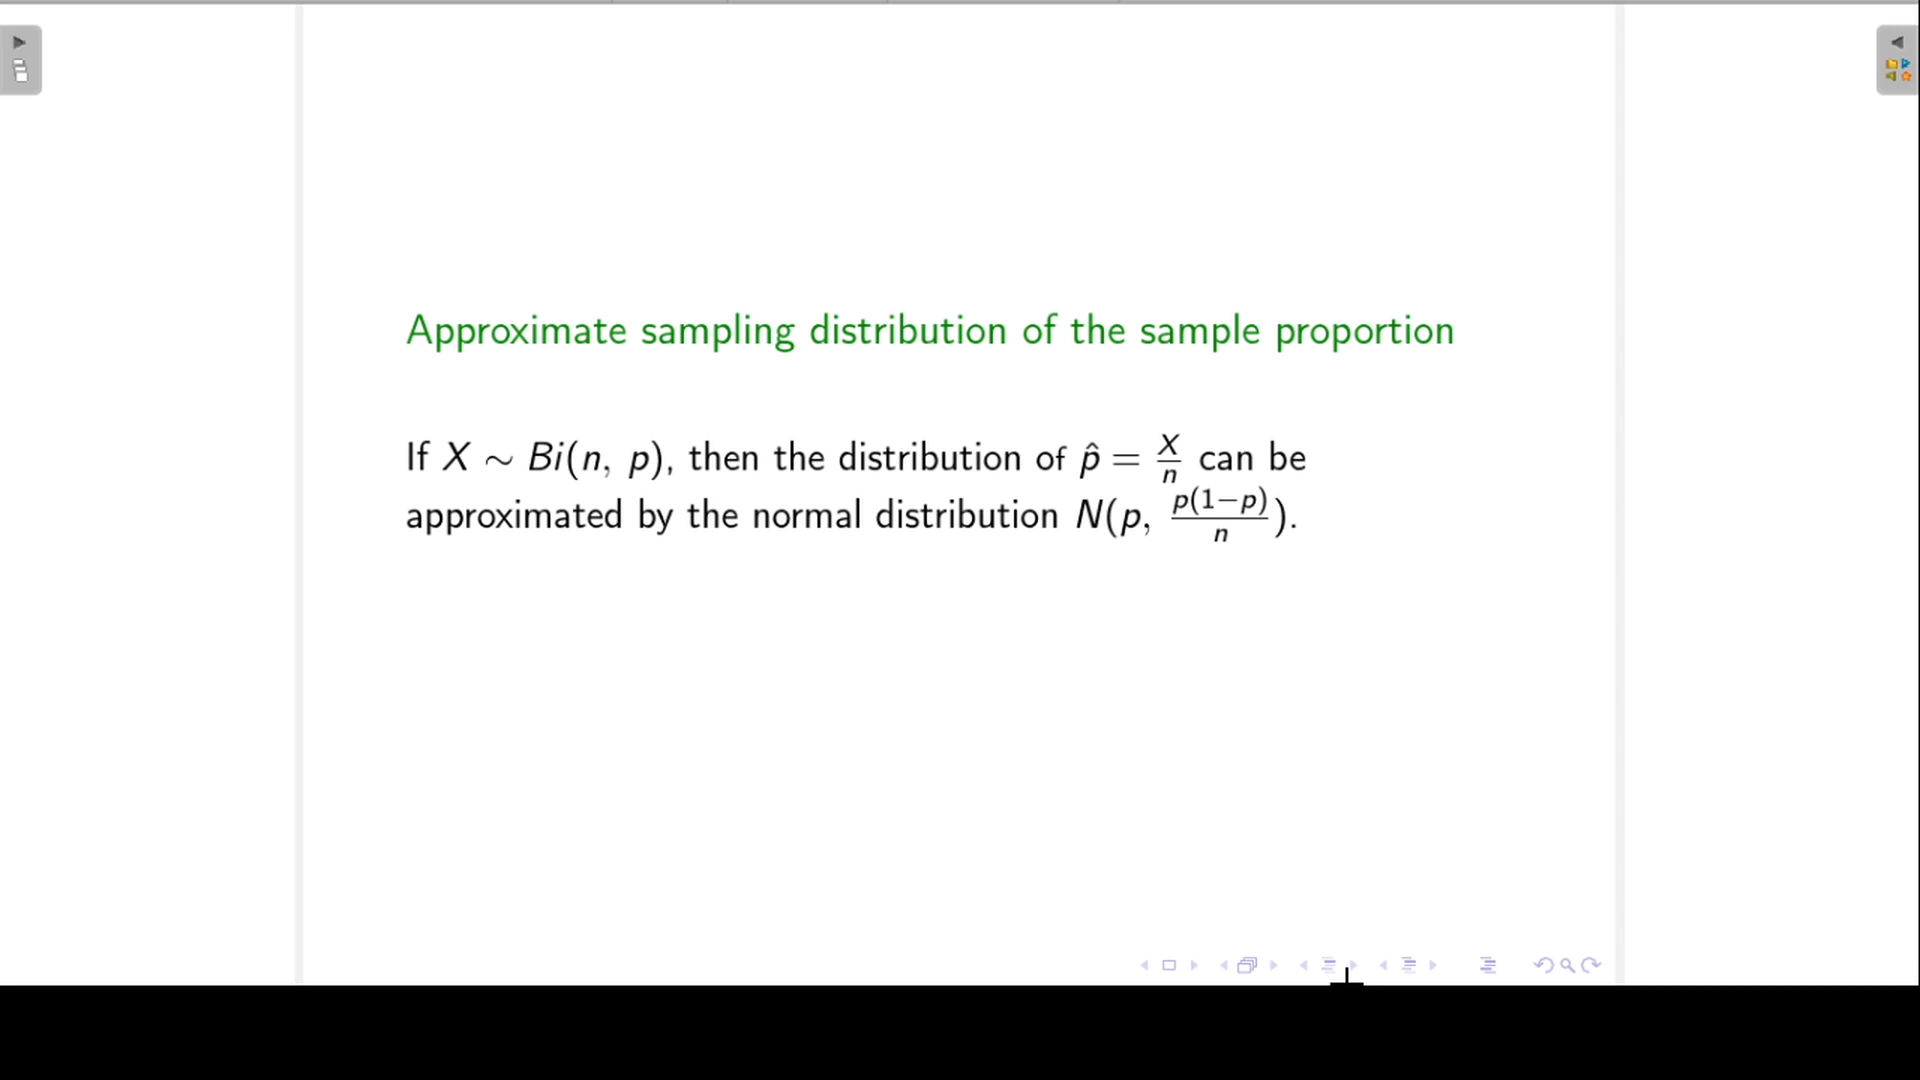 Approximate sampling distribution of the sample proportion
If X ∼ Bi(n, p), then the distribution of p̂ = X/n can be
approximated by the normal distribution N(p, p(1−p)/n).